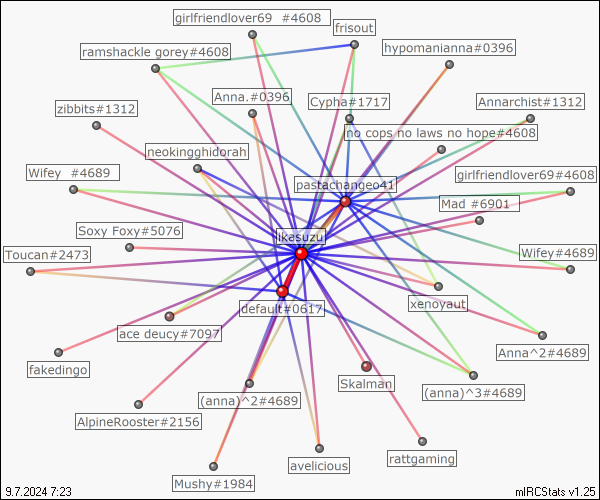 girlfriendlover69 #4608
frisout
ramshackle gorey#4608
hypomanianna#0396
Anna.#0396
Cypha#1717
Annarchist#1312
zibbits#1312
no cops no laws no hope#4608
neokingghidorah
Wifey #4689
pastachangeo41
girlfriendlover69#4608
Mad #6901
Soxy Foxy#5076
ikasuzu
Toucan#2473
Wifey#4689
xenoyaut
default#0617
ace deucy#7097
Anna^2#4689
fakedingo
Skalman
(anna)^2#4689
(anna)^3#4689
AlpineRooster#2156
rattgaming
avelicious
Mushy#1984
9.7.2024 7:23
mIRCStats v1.25